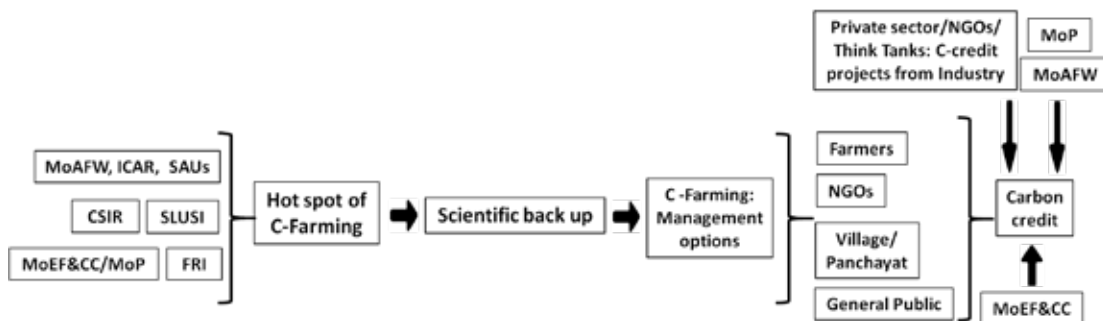 MoAFW, ICAR, SAUs
CSIR
SLUSI
MoEF&CC/MoP
FRI
Hot spot of
C-Farming
Scientific back up
C -Farming:
Management
options
Farmers
NGOs
Village/
Panchayat
General Public
Private sector/NGOs/
Think Tanks: C-credit
projects from Industry
MoP
MoAFW
Carbon
credit
MoEF&CC